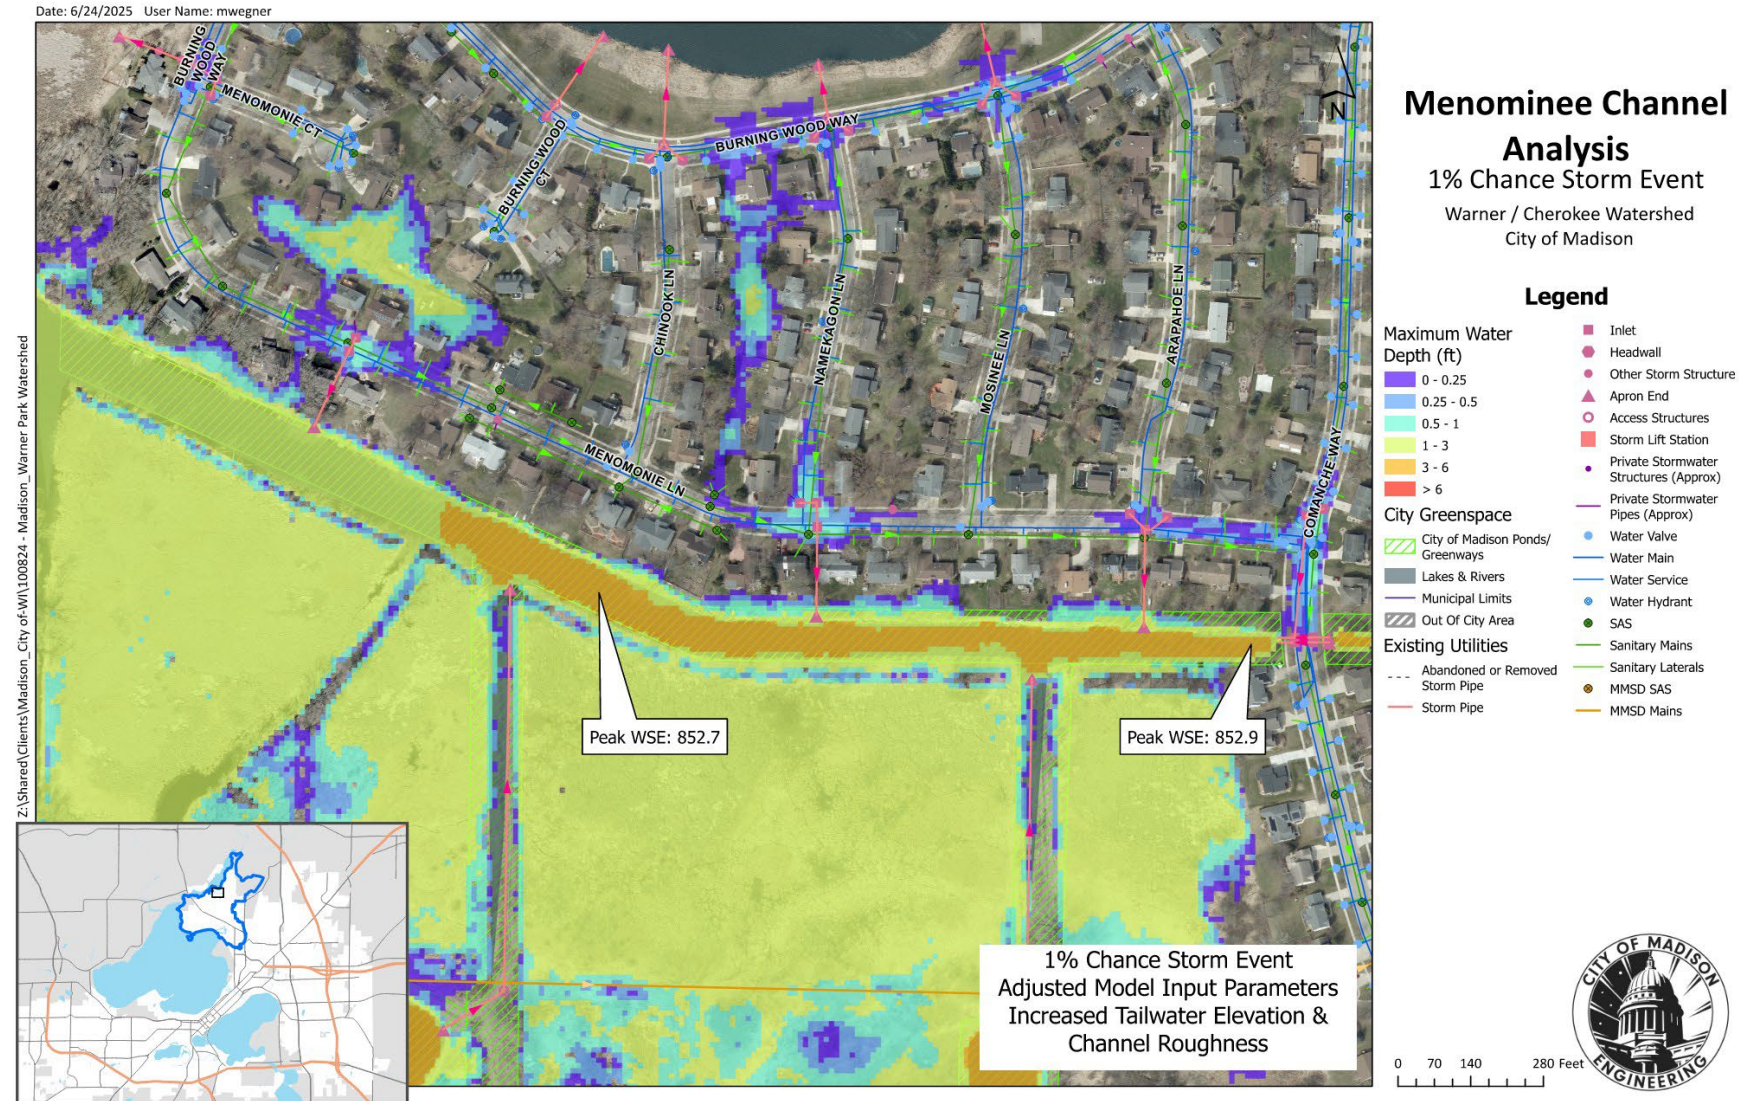 Date: 6/24/2025 User Name: mwegner
Z:\Shared\Clients\Madison_City of-WI\100824 - Madison_Warner Park Watershed
BURNING
WOOD
WAY
MENOMONIE CT
BURNING WOOD
CT
BURNING WOOD WAY
CHINOOK LN
NAMEKAGON LN
MOSINEE LN
ARAPAHOE LN
COMANCHE WAY
MENOMONIE LN
N
Peak WSE: 852.7
Peak WSE: 852.9
1% Chance Storm Event
Adjusted Model Input Parameters
Increased Tailwater Elevation &
Channel Roughness
Menominee Channel
Analysis
1% Chance Storm Event
Warner / Cherokee Watershed
City of Madison
Legend
Maximum Water
Depth (ft)
0 - 0.25
0.25 - 0.5
0.5 - 1
1 - 3
3 - 6
> 6
City Greenspace
City of Madison Ponds/
Greenways
Lakes & Rivers
Municipal Limits
Out Of City Area
Existing Utilities
Abandoned or Removed
Storm Pipe
Storm Pipe
Inlet
Headwall
Other Storm Structure
Apron End
Access Structures
Storm Lift Station
Private Stormwater
Structures (Approx)
Private Stormwater
Pipes (Approx)
Water Valve
Water Main
Water Service
Water Hydrant
SAS
Sanitary Mains
Sanitary Laterals
MMSD SAS
MMSD Mains
0 70 140 280 Feet
CITY OF MADISON
ENGINEERING